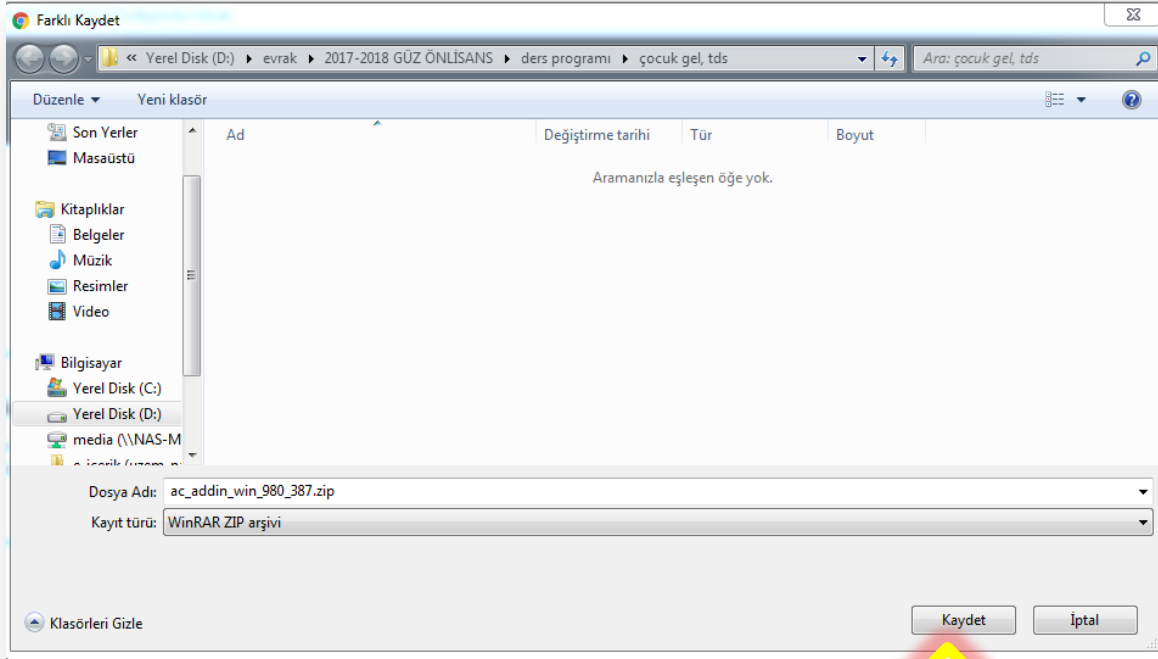 Farklı Kaydet
« Yerel Disk (D:) ▸ evrak ▸ 2017-2018 GÜZ ÖNLİSANS ▸ ders programı ▸ çocuk gel, tds
Ara: çocuk gel, tds
Düzenle Yeni klasör
Son Yerler
Masaüstü
Kitaplıklar
Belgeler
Müzik
Resimler
Video
Bilgisayar
Yerel Disk (C:)
Yerel Disk (D:)
media (\\NAS-M
Ad Değiştirme tarihi Tür Boyut
Aramanızla eşleşen öğe yok.
Dosya Adı: ac_addin_win_980_387.zip
Kayıt türü: WinRAR ZIP arşivi
Klasörleri Gizle
Kaydet İptal